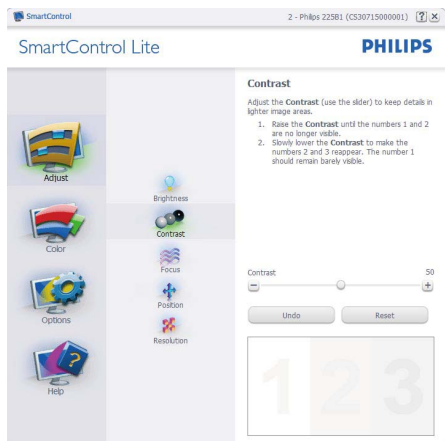 SmartControl
2 - Philips 225B1 (CS30715000001)
SmartControl Lite
PHILIPS
Adjust
Color
Options
Help
Brightness
Contrast
Focus
Position
Resolution
Contrast
Adjust the Contrast (use the slider) to keep details in
lighter image areas.
1. Raise the Contrast until the numbers 1 and 2
are no longer visible.
2. Slowly lower the Contrast to make the
numbers 2 and 3 reappear. The number 1
should remain barely visible.
Contrast 50
Undo Reset
1 2 3